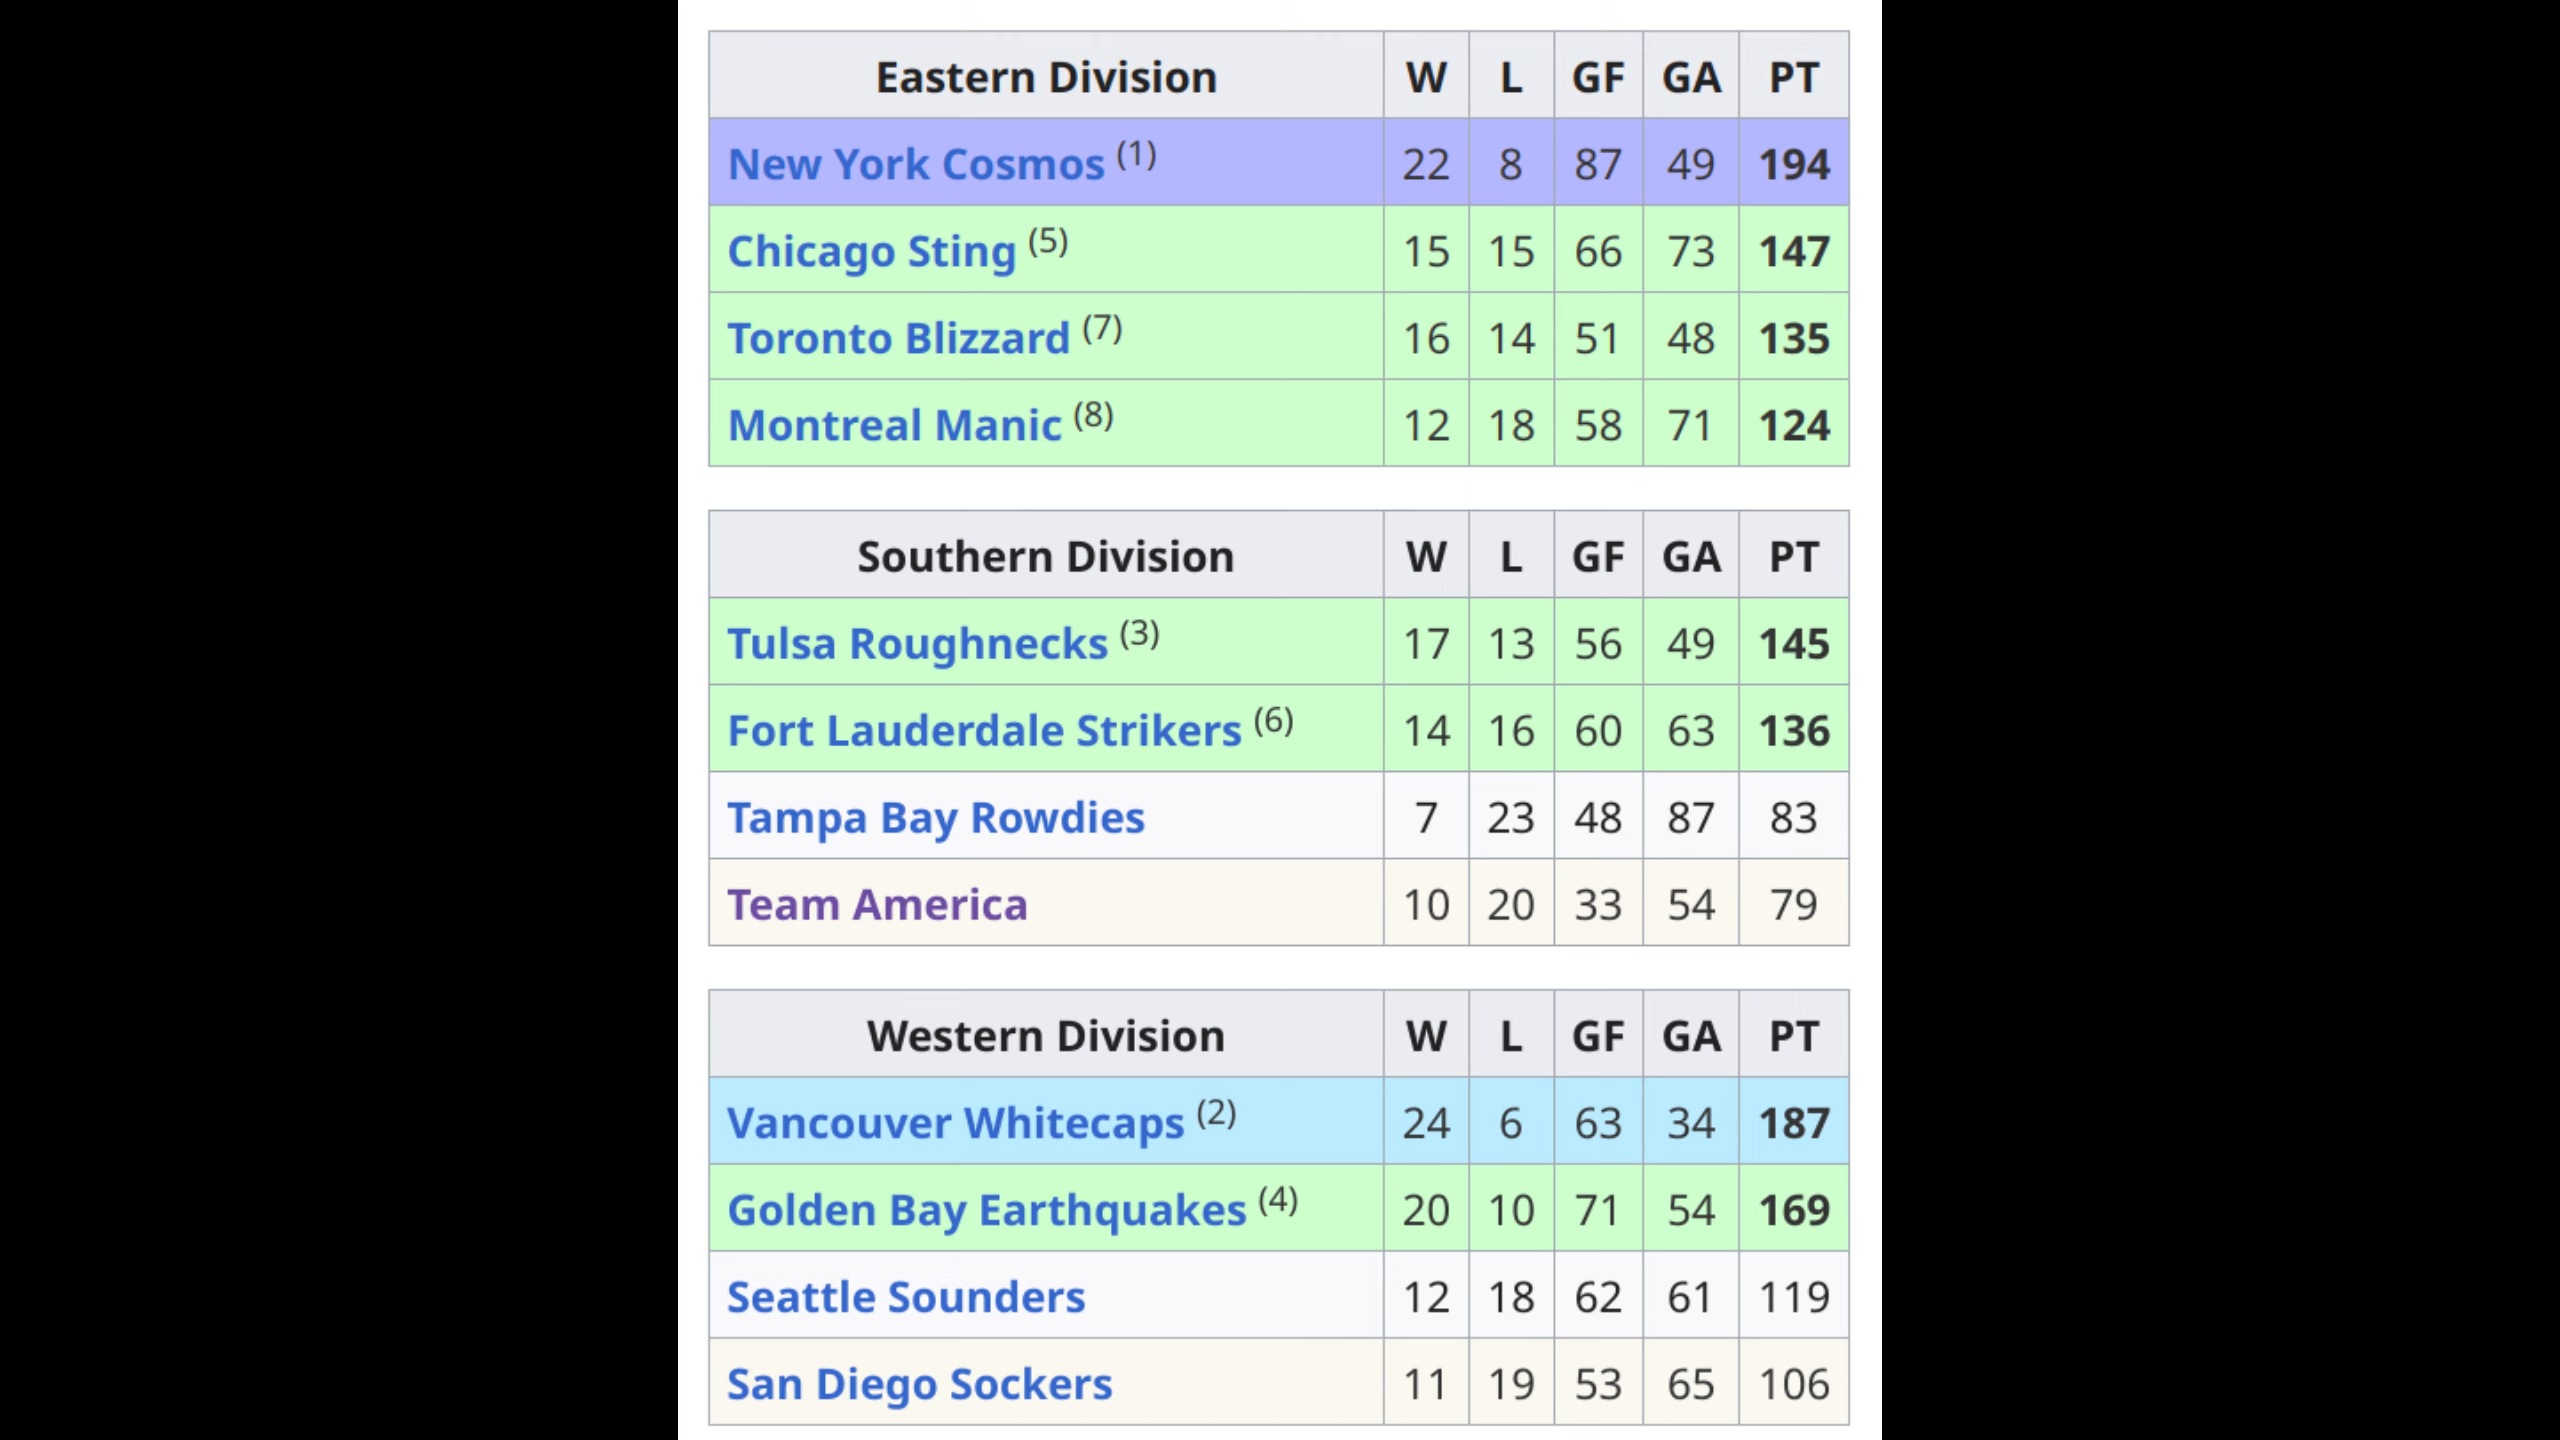 Eastern Division W L GF GA PT
New York Cosmos (1) 22 8 87 49 194
Chicago Sting (5) 15 15 66 73 147
Toronto Blizzard (7) 16 14 51 48 135
Montreal Manic (8) 12 18 58 71 124
Southern Division W L GF GA PT
Tulsa Roughnecks (3) 17 13 56 49 145
Fort Lauderdale Strikers (6) 14 16 60 63 136
Tampa Bay Rowdies 7 23 48 87 83
Team America 10 20 33 54 79
Western Division W L GF GA PT
Vancouver Whitecaps (2) 24 6 63 34 187
Golden Bay Earthquakes (4) 20 10 71 54 169
Seattle Sounders 12 18 62 61 119
San Diego Sockers 11 19 53 65 106